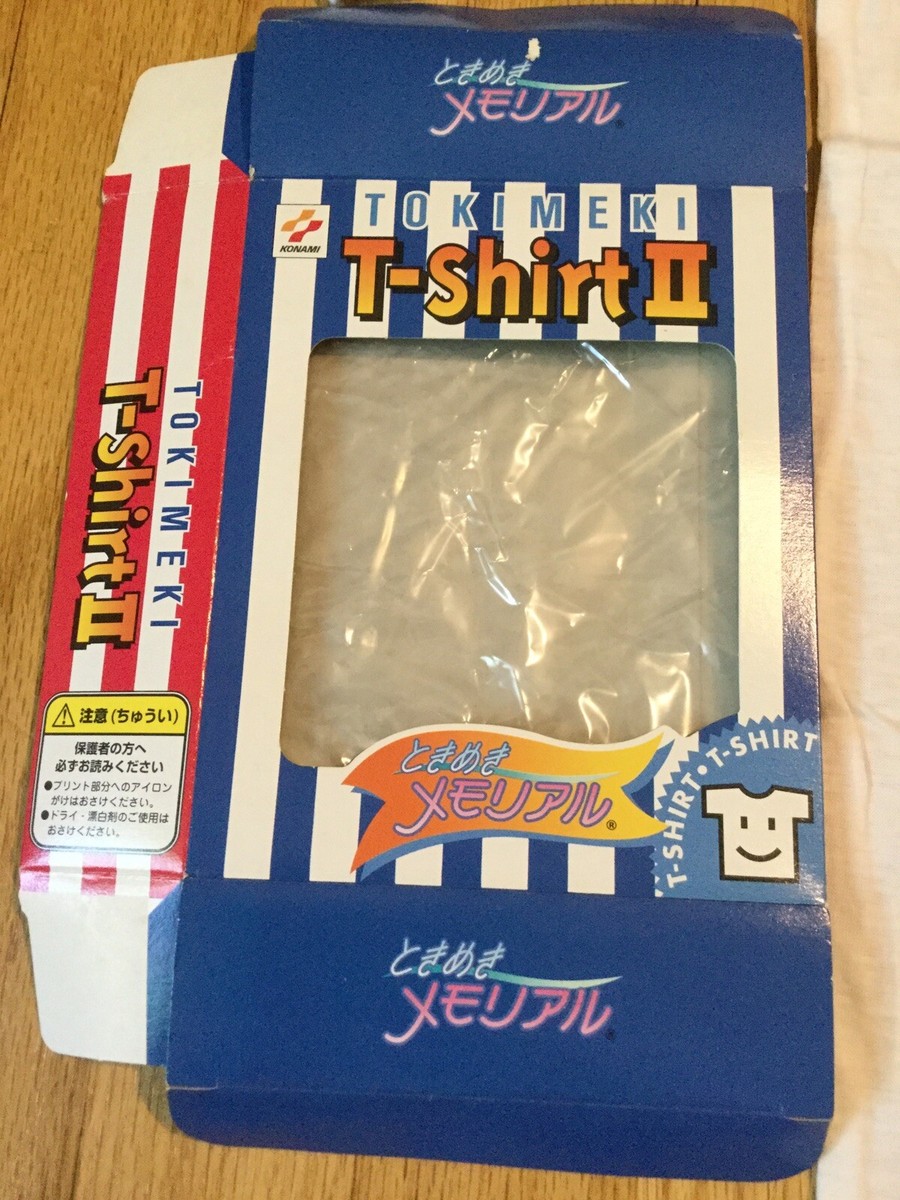 ときめき
メモリアル®
KONAMI
TOKIMEKI
T-Shirt II
TOKIMEKI
T-Shirt II
⚠ 注意(ちゅうい)
保護者の方へ
必ずお読みください
●プリント部分へのアイロン
がけはおさけください。
●ドライ・漂白剤のご使用は
おさけください。
ときめき
メモリアル®
T-SHIRT•T-SHIRT
ときめき
メモリアル®